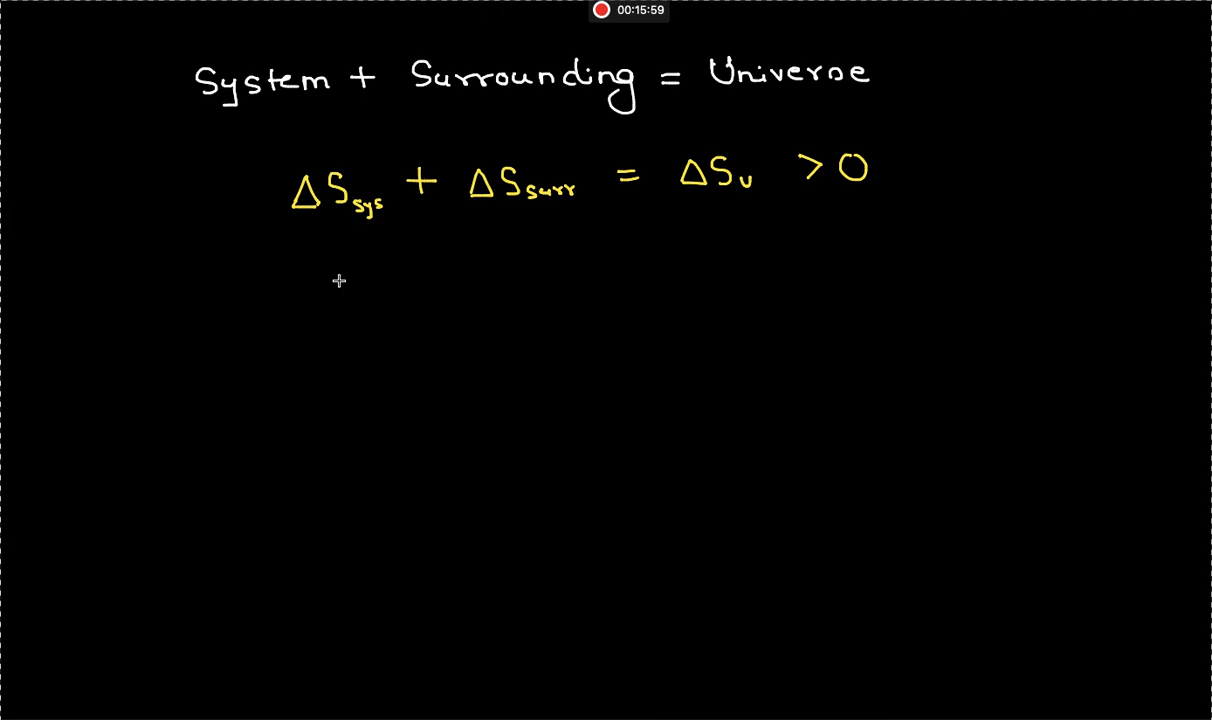 00:15:59
System + Surrounding = Universe
ΔS_sys + ΔS_surr = ΔS_u > 0